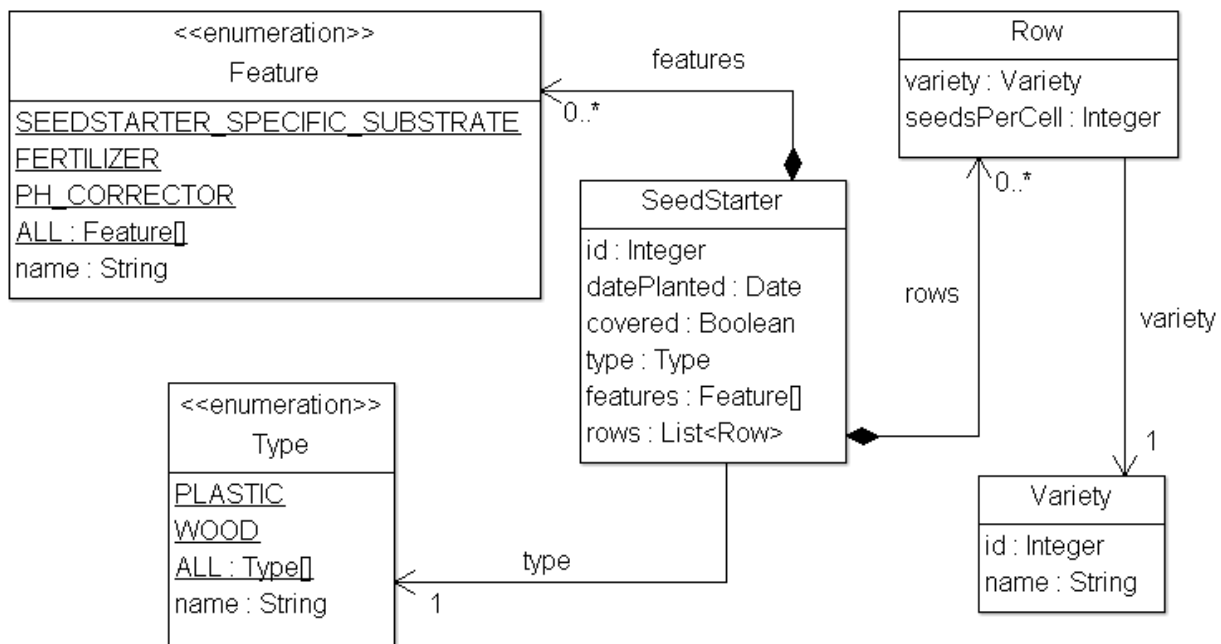 <<enumeration>>
Feature
SEEDSTARTER_SPECIFIC_SUBSTRATE
FERTILIZER
PH_CORRECTOR
ALL : Feature[]
name : String
features
0..*
Row
variety : Variety
seedsPerCell : Integer
0..*
SeedStarter
id : Integer
datePlanted : Date
covered : Boolean
type : Type
features : Feature[]
rows : List<Row>
rows
variety
<<enumeration>>
Type
PLASTIC
WOOD
ALL : Type[]
name : String
type
1
1
Variety
id : Integer
name : String